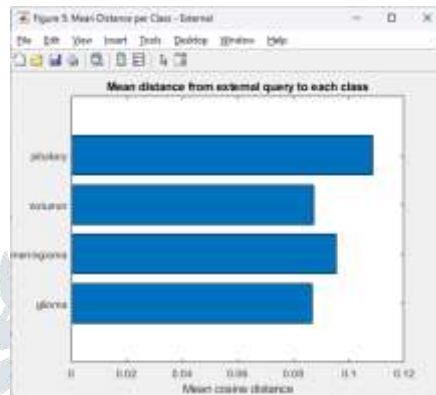 Figure 5: Mean Distance per Class - External
File Edit View Insert Tools Desktop Window Help
Mean distance from external query to each class
pituitary
notumor
meningioma
glioma
0 0.02 0.04 0.06 0.08 0.1 0.12
Mean cosine distance